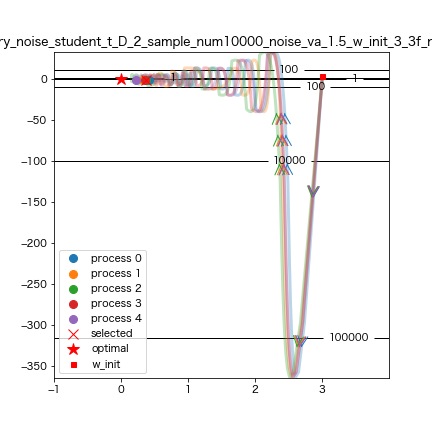 ry_noise_student_t_D_2_sample_num10000_noise_va_1.5_w_init_3_3f_r
0
−50
−100
−150
−200
−250
−300
−350
−1
0
1
2
3
100
1
1
100
10000
100000
process 0
process 1
process 2
process 3
process 4
selected
optimal
w_init